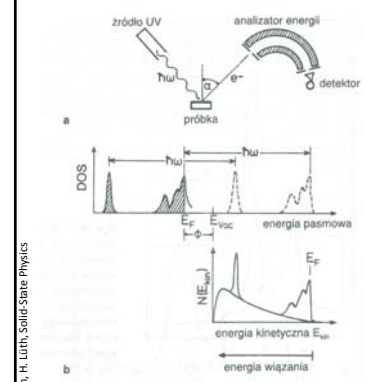 źródło UV
analizator energii
ħω
α
e-
detektor
próbka
a
ħω
ħω
DOS
E_F
E_Vac
energia pasmowa
Φ
N(E_kin)
E_F
energia kinetyczna E_kin
energia wiązania
b
H. Lüth, Solid-State Physics